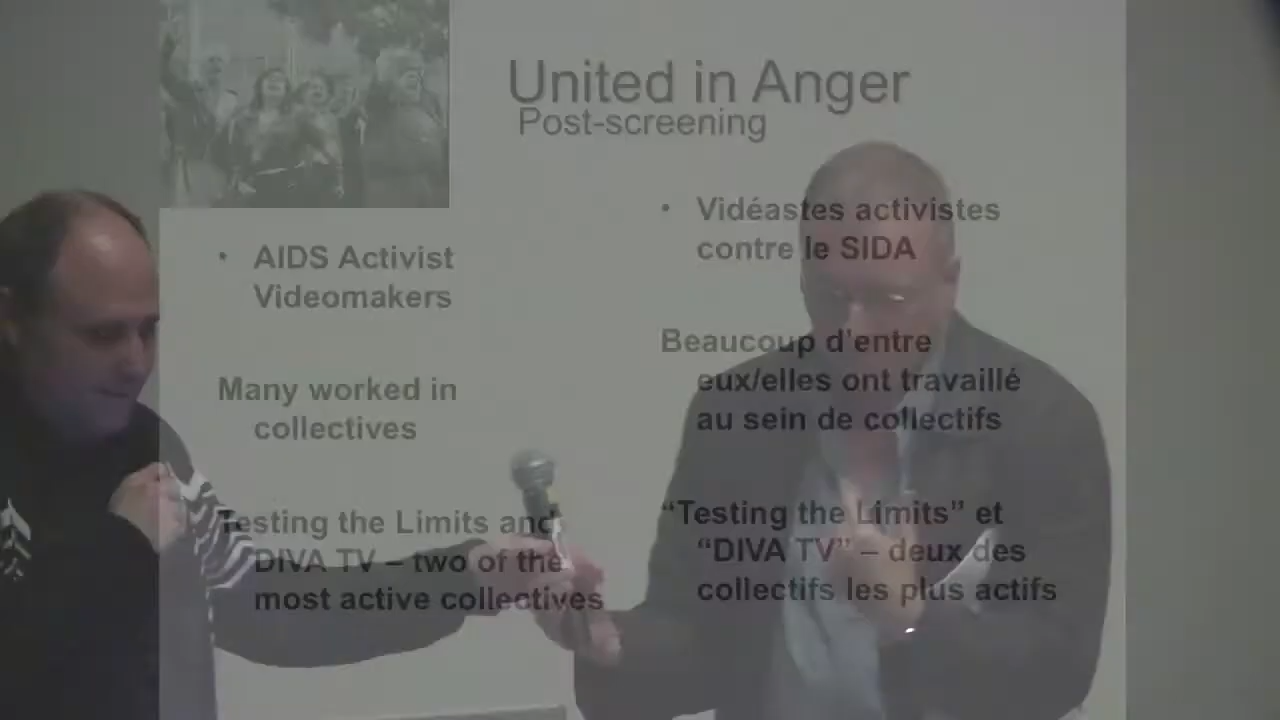 United in Anger
Post-screening
• AIDS Activist
Videomakers
Many worked in
collectives
Testing the Limits and
DIVA TV – two of the
most active collectives
• Vidéastes activistes
contre le SIDA
Beaucoup d'entre
eux/elles ont travaillé
au sein de collectifs
“Testing the Limits” et
“DIVA TV” – deux des
collectifs les plus actifs